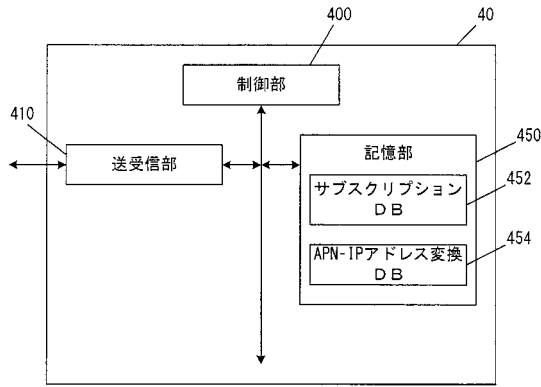 400
40
制御部
410
送受信部
記憶部
450
サブスクリプション
DB
452
APN-IPアドレス変換
DB
454